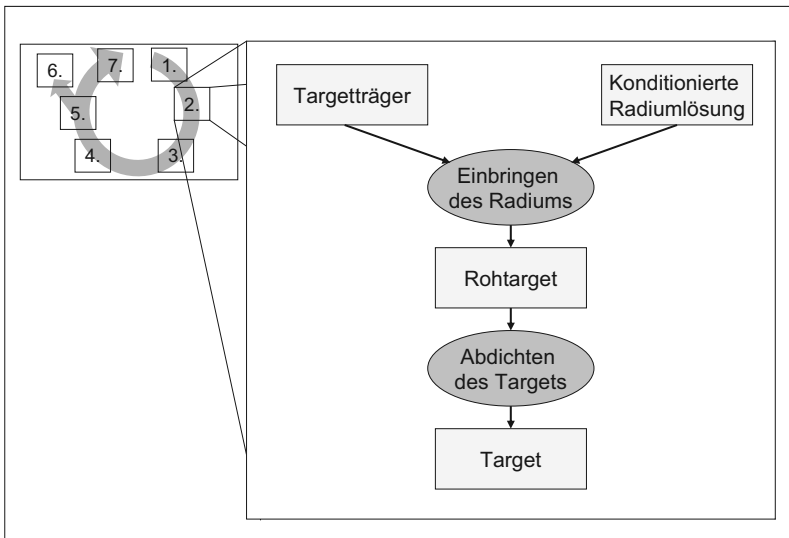 6.
7.
1.
5.
2.
4.
3.
Targetträger
Konditionierte
Radiumlösung
Einbringen
des Radiums
Rohtarget
Abdichten
des Targets
Target